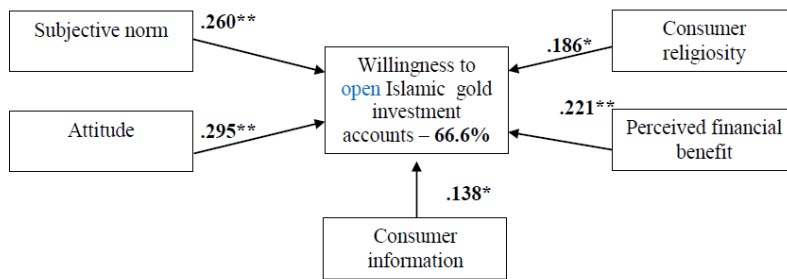 Subjective norm
.260**
Willingness to
open Islamic gold
investment
accounts – 66.6%
.186*
Consumer
religiosity
Attitude
.295**
.221**
Perceived financial
benefit
.138*
Consumer
information